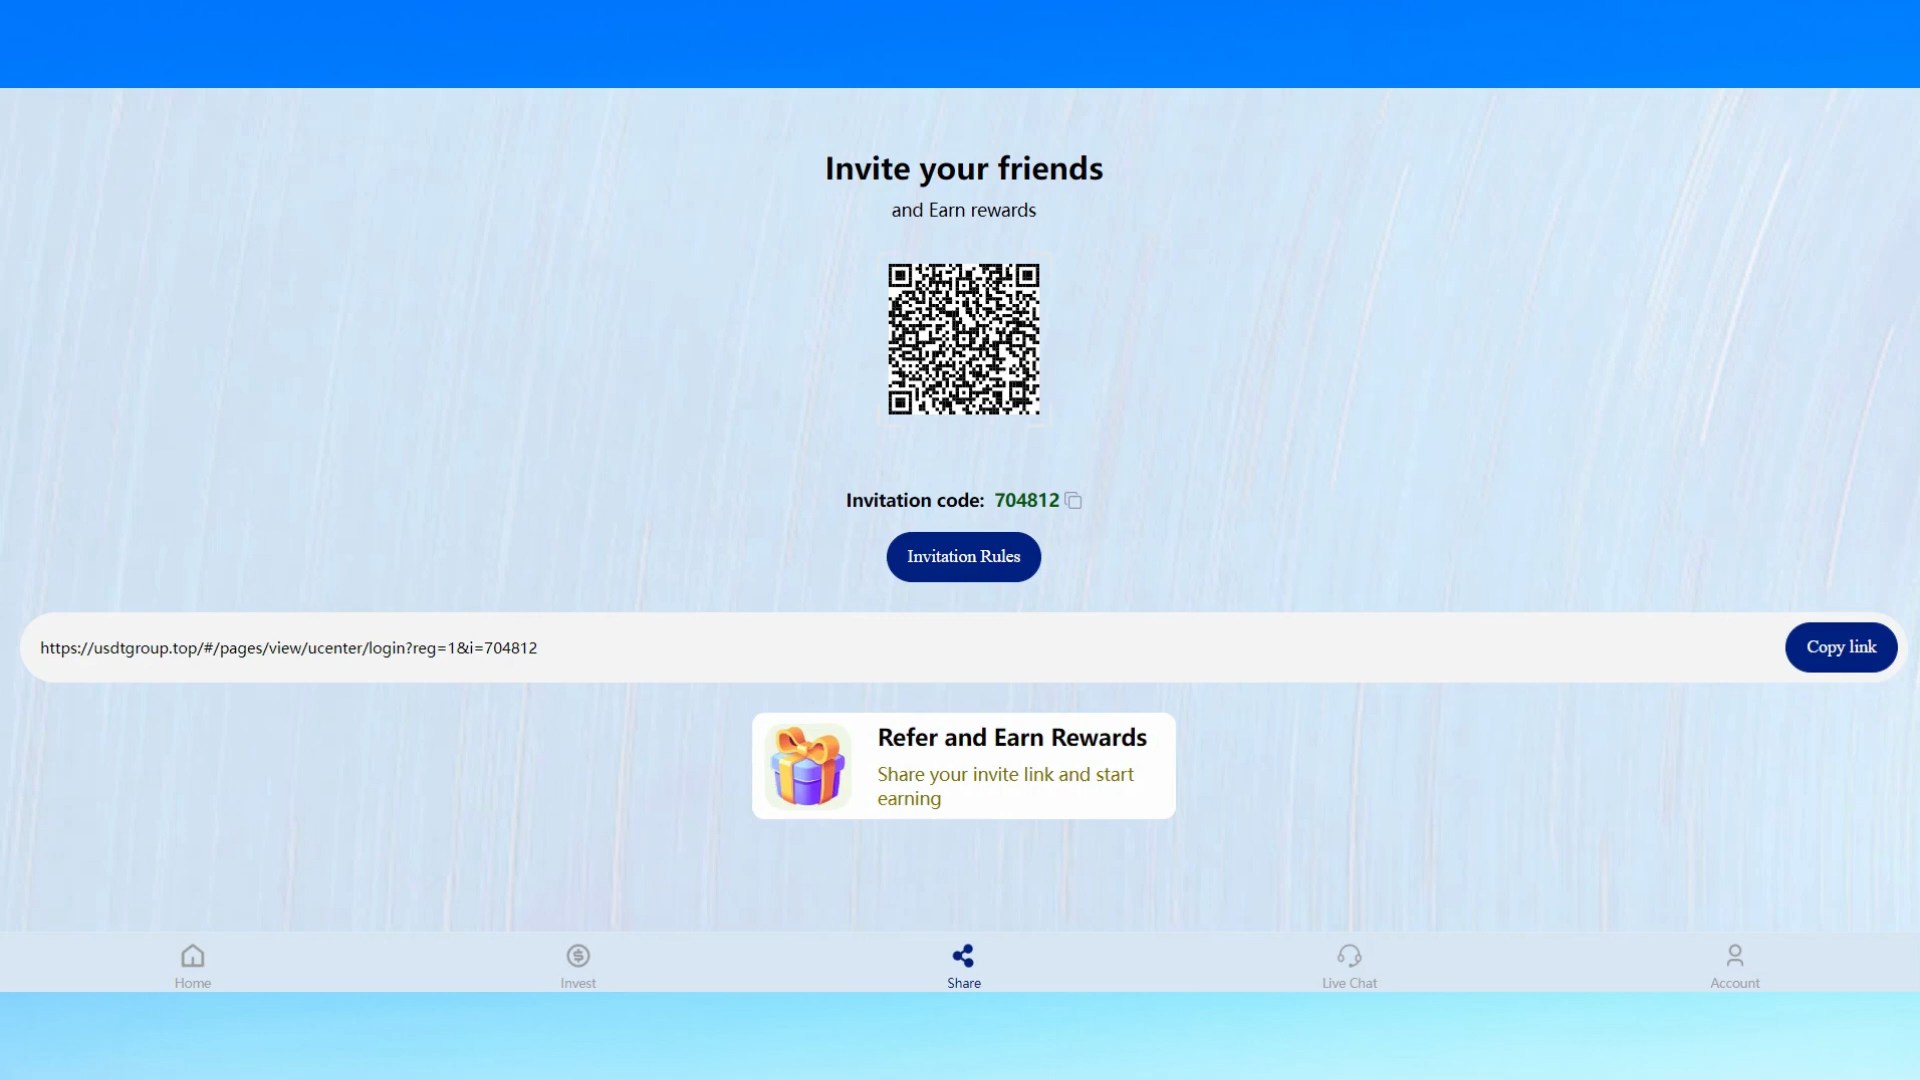 Invite your friends
and Earn rewards
Invitation code: 704812
Invitation Rules
https://usdtgroup.top/#/pages/view/ucenter/login?reg=1&i=704812
Copy link
Refer and Earn Rewards
Share your invite link and start
earning
Home
Invest
Share
Live Chat
Account